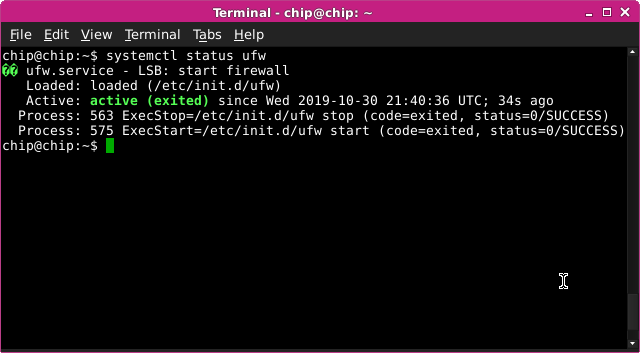 Terminal - chip@chip: ~
File Edit View Terminal Tabs Help
chip@chip:~$ systemctl status ufw
�� ufw.service - LSB: start firewall
   Loaded: loaded (/etc/init.d/ufw)
   Active: active (exited) since Wed 2019-10-30 21:40:36 UTC; 34s ago
  Process: 563 ExecStop=/etc/init.d/ufw stop (code=exited, status=0/SUCCESS)
  Process: 575 ExecStart=/etc/init.d/ufw start (code=exited, status=0/SUCCESS)
chip@chip:~$